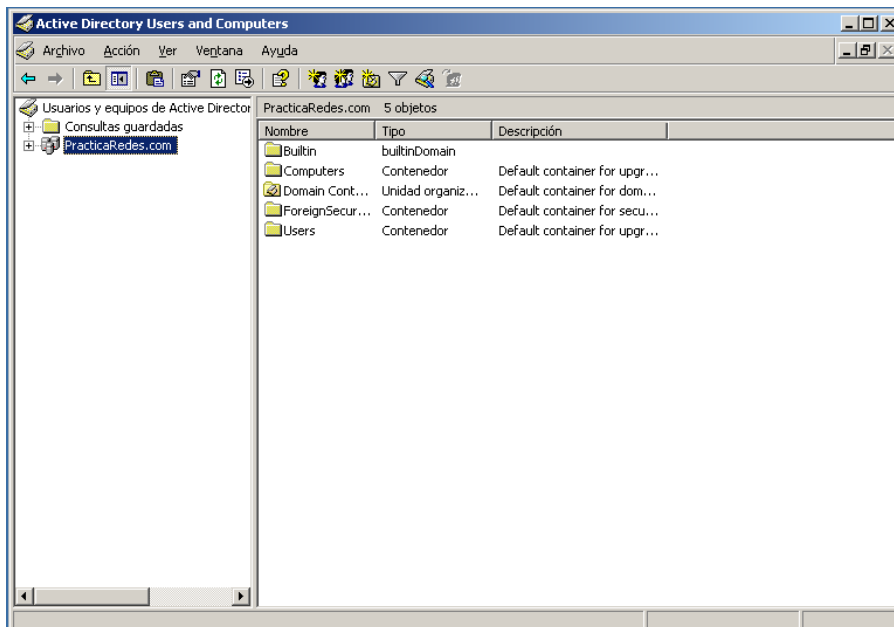 Active Directory Users and Computers
Archivo Acción Ver Ventana Ayuda
Usuarios y equipos de Active Director
Consultas guardadas
PracticaRedes.com
PracticaRedes.com 5 objetos
Nombre Tipo Descripción
Builtin builtinDomain
Computers Contenedor Default container for upgr...
Domain Cont... Unidad organiz... Default container for dom...
ForeignSecur... Contenedor Default container for secu...
Users Contenedor Default container for upgr...